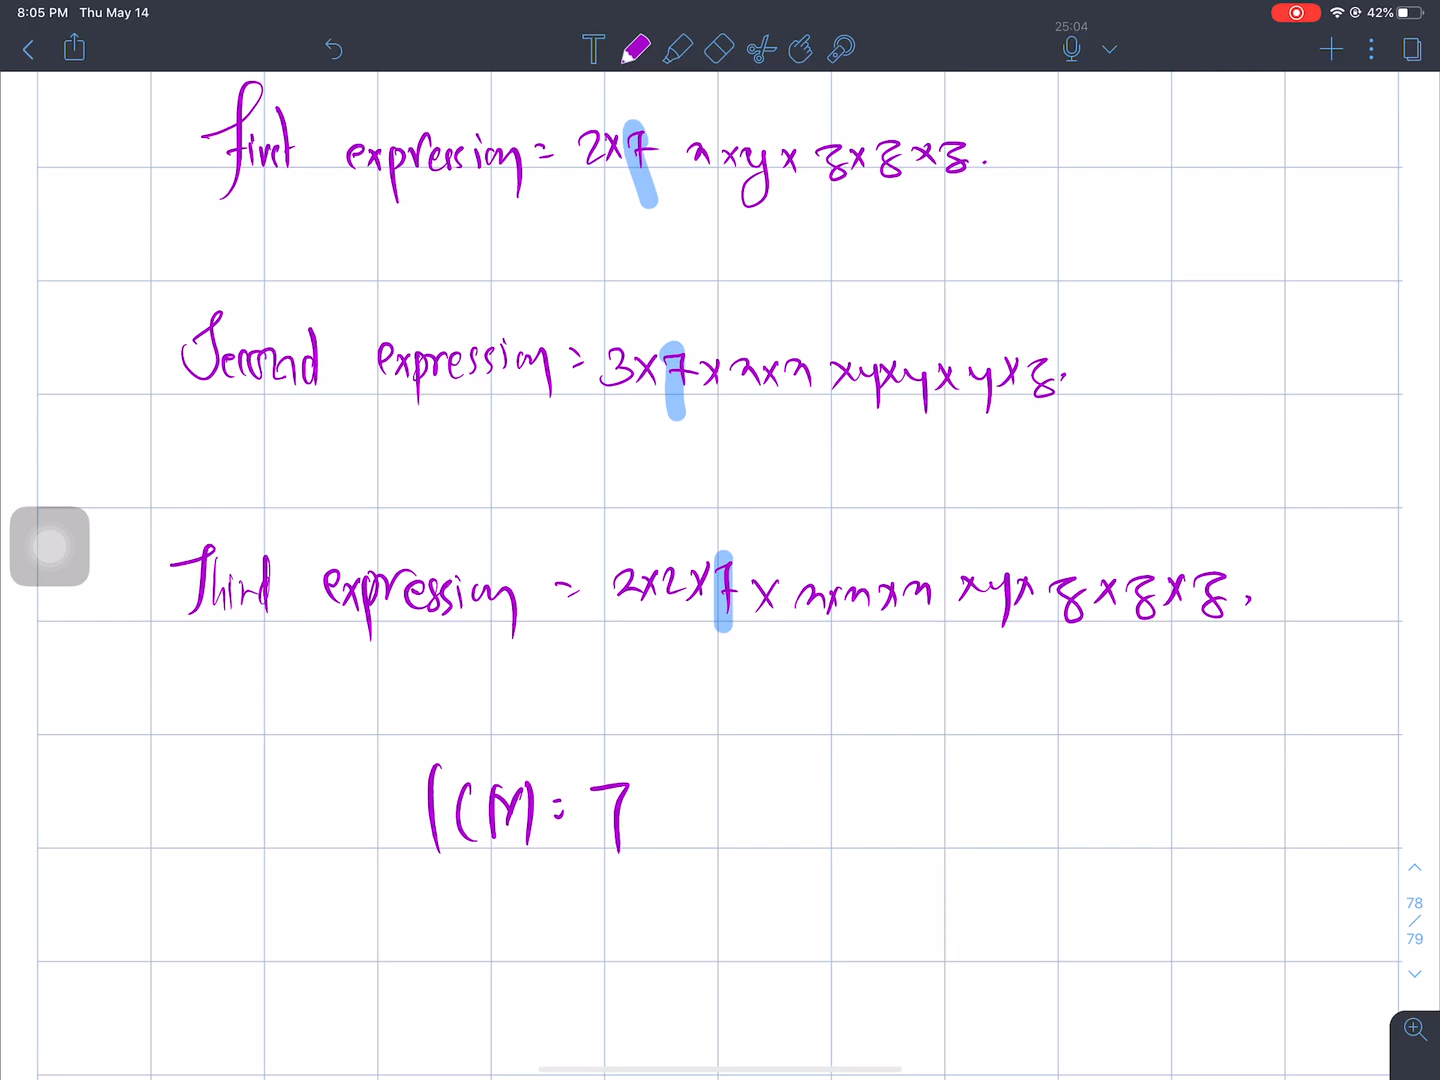 8:05 PM Thu May 14
42%
25:04
First expression = 2×7 x×y×z×z×z.
Second expression = 3×7×x×x×y×y×y×z.
Third expression = 2×2×7×x×x×x×y×z×z×z.
LCM = 7
78
/
79